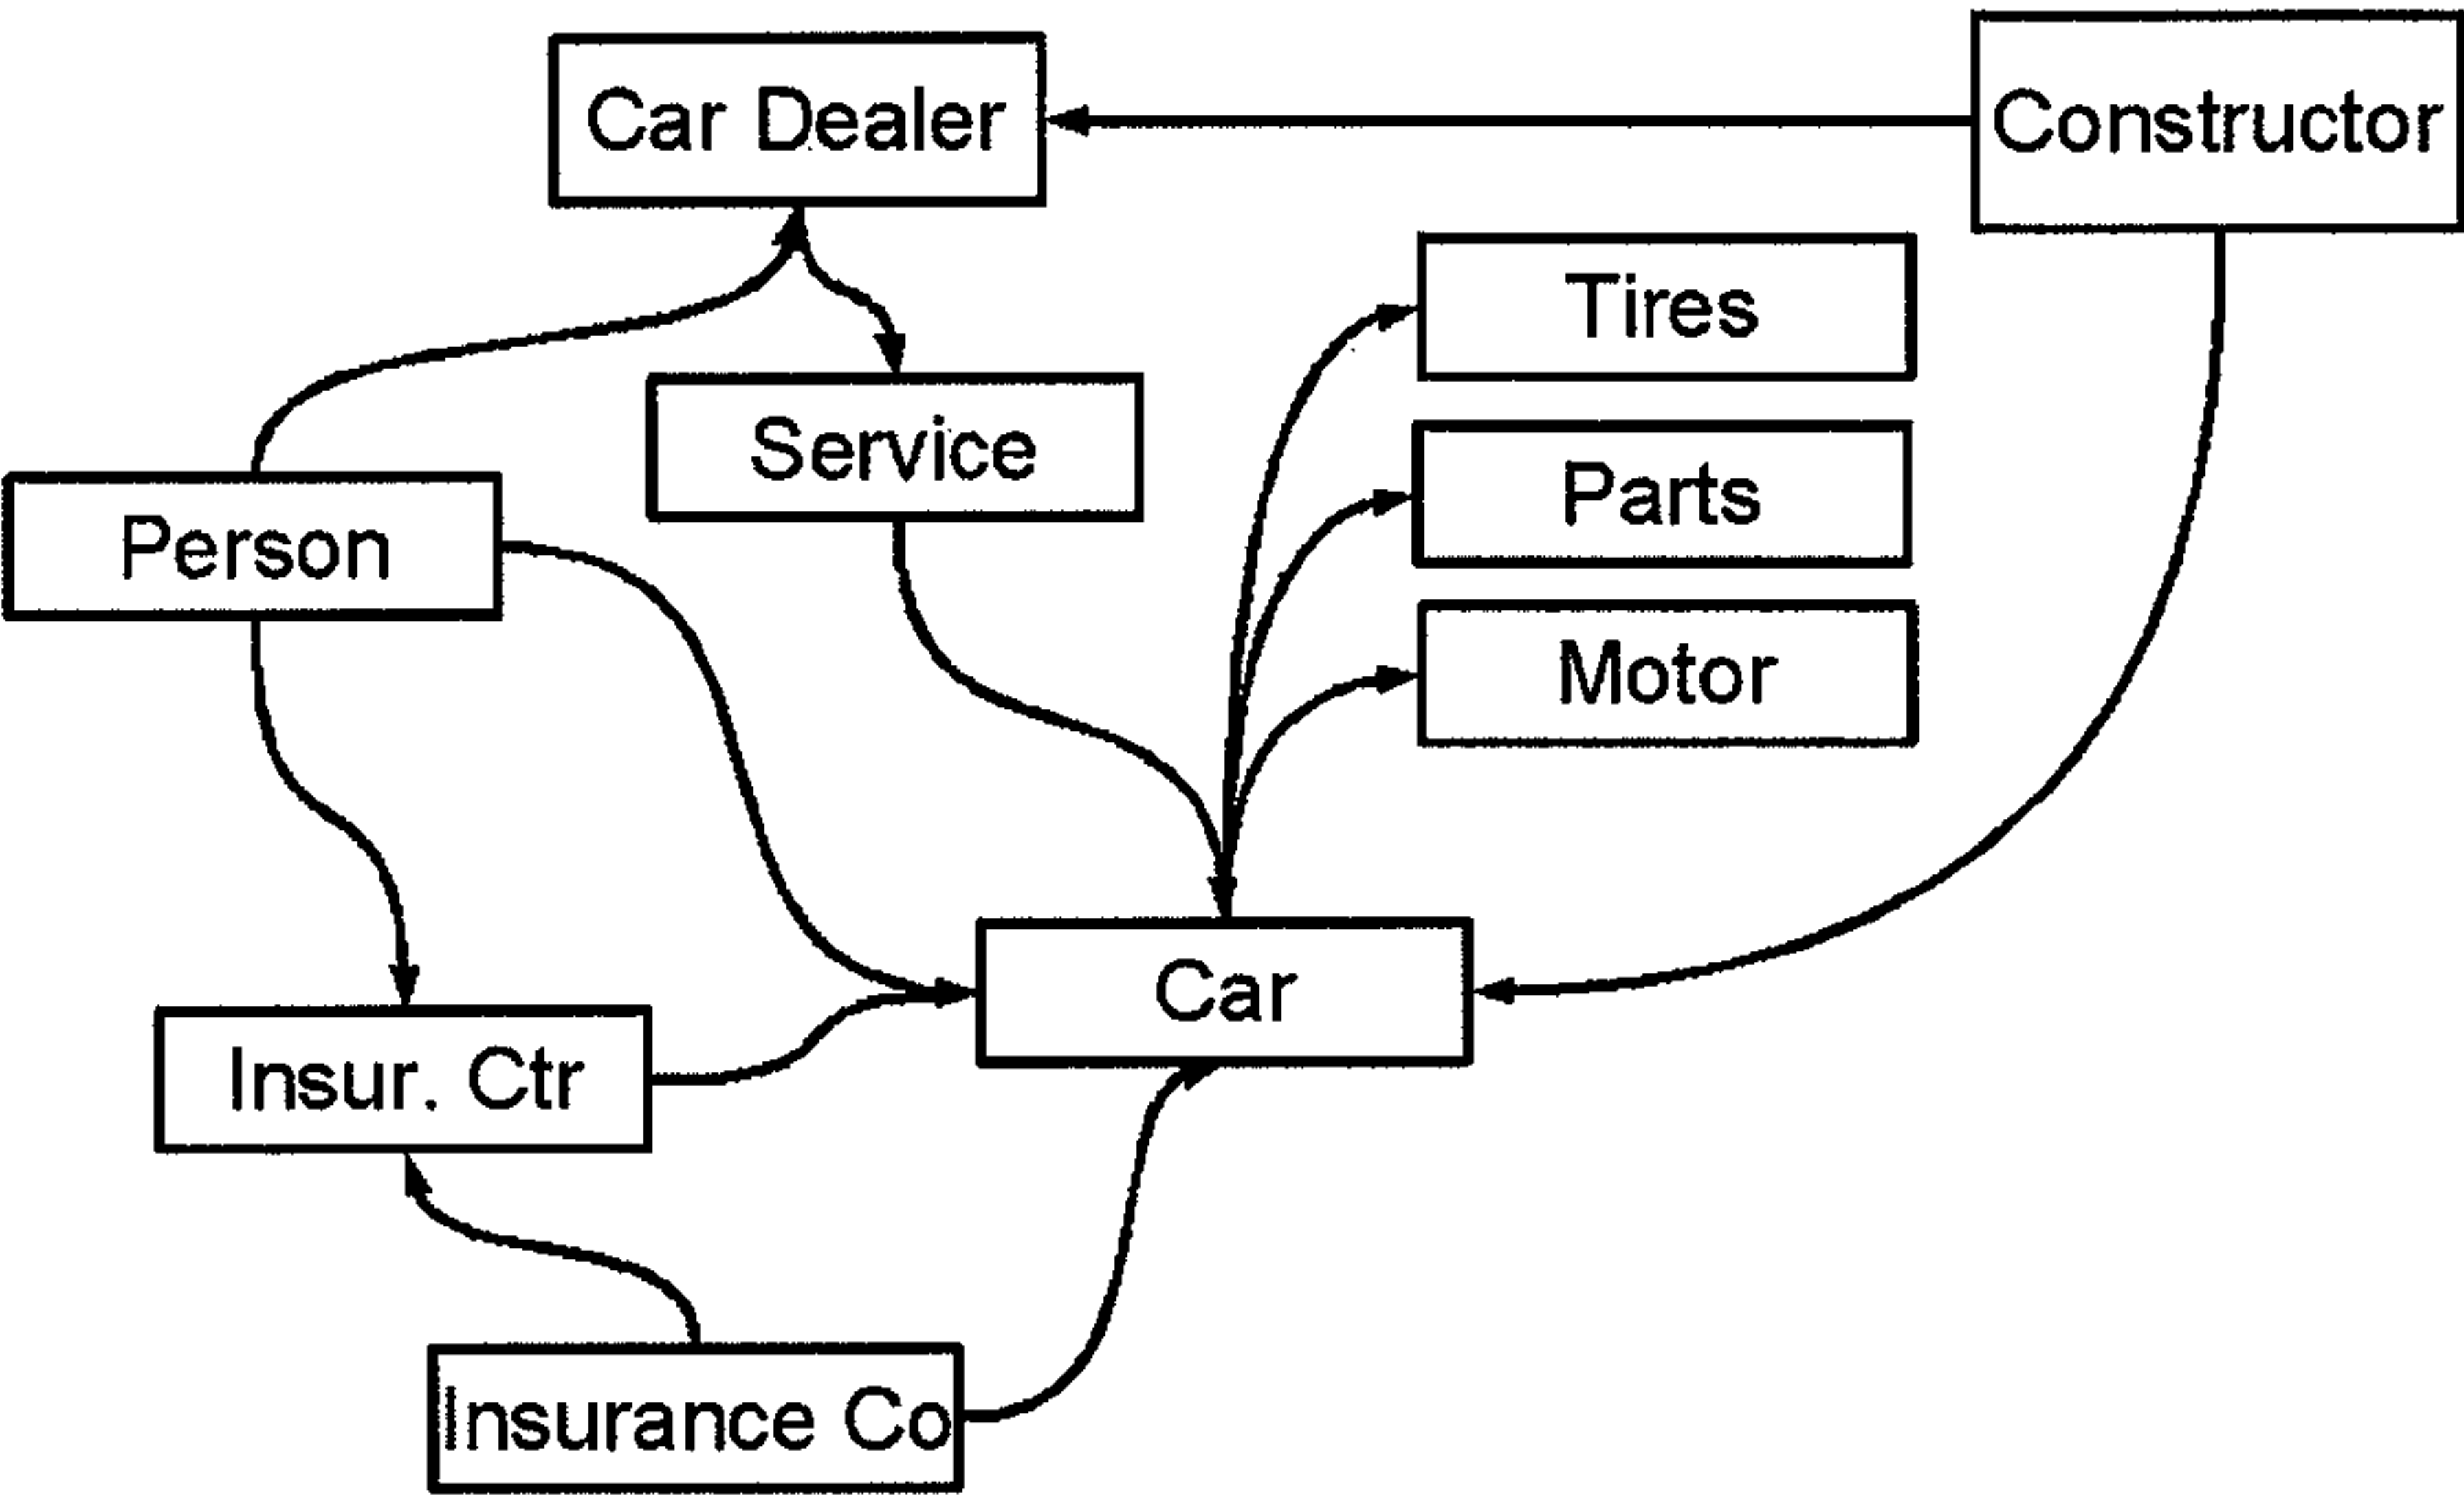 Car Dealer
Constructor
Tires
Service
Parts
Person
Motor
Car
Insur. Ctr
Insurance Co